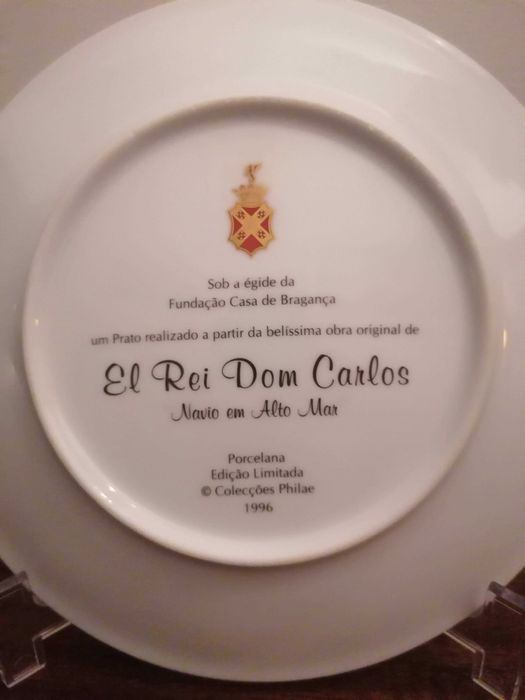 Sob a égide da
Fundação Casa de Bragança
um Prato realizado a partir da belíssima obra original de
El Rei Dom Carlos
Navio em Alto Mar
Porcelana
Edição Limitada
© Colecções Philae
1996